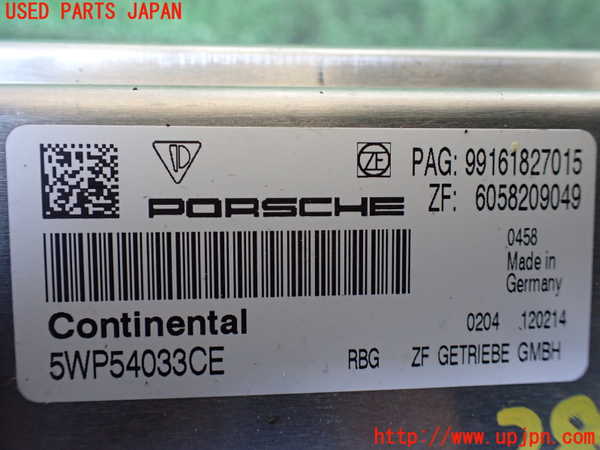 USED PARTS JAPAN
D
ZF
PAG: 99161827015
PORSCHE
ZF: 6058209049
0458
Made in
Germany
Continental
0204 120214
5WP54033CE RBG ZF GETRIEBE GMBH
http://www.upjpn.com